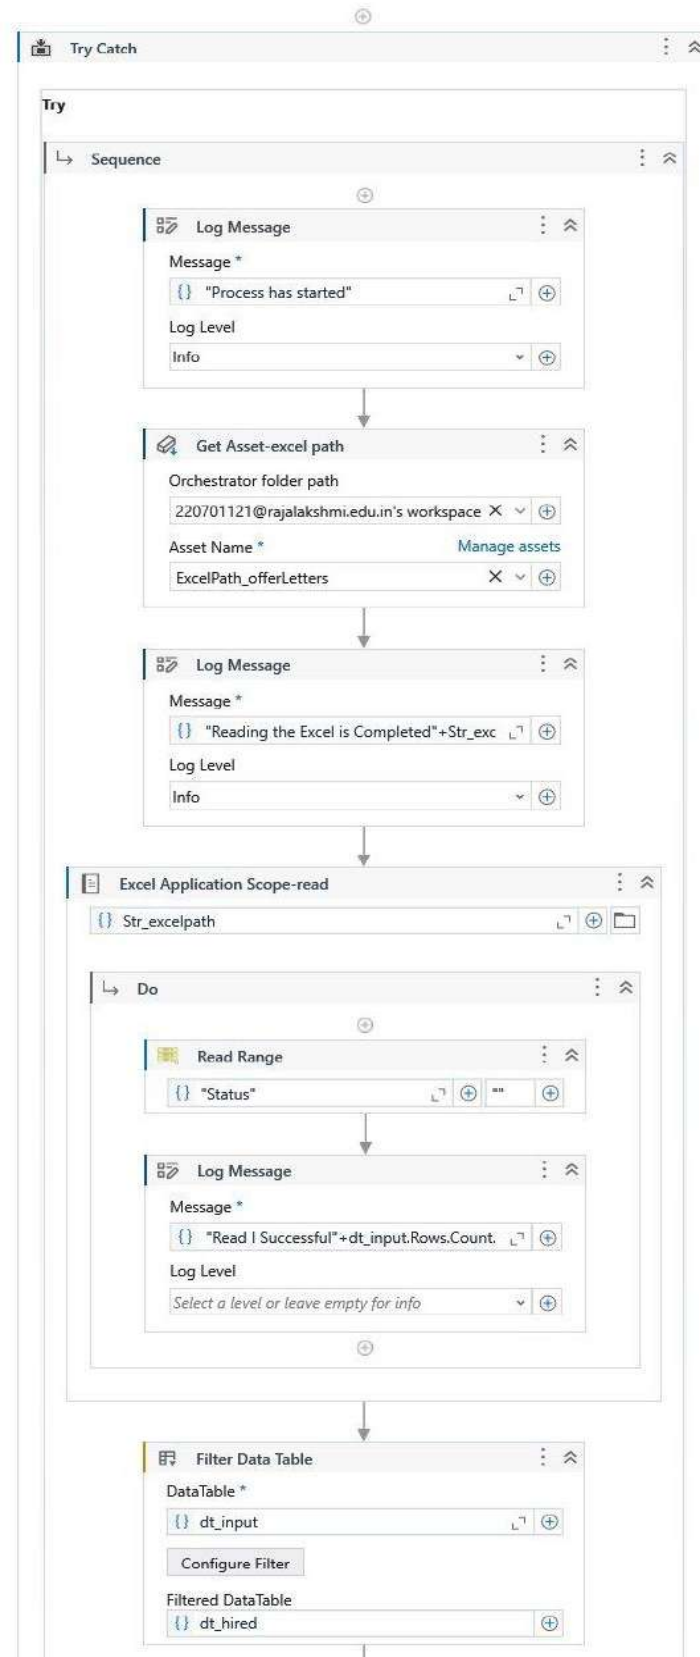 Try Catch
Try
Sequence
Log Message
Message *
{} "Process has started"
Log Level
Info
Get Asset-excel path
Orchestrator folder path
220701121@rajalakshmi.edu.in's workspace
Asset Name * Manage assets
ExcelPath_offerLetters
Log Message
Message *
{} "Reading the Excel is Completed"+Str_exc
Log Level
Info
Excel Application Scope-read
{} Str_excelpath
Do
Read Range
{} "Status" ""
Log Message
Message *
{} "Read I Successful"+dt_input.Rows.Count.
Log Level
Select a level or leave empty for info
Filter Data Table
DataTable *
{} dt_input
Configure Filter
Filtered DataTable
{} dt_hired